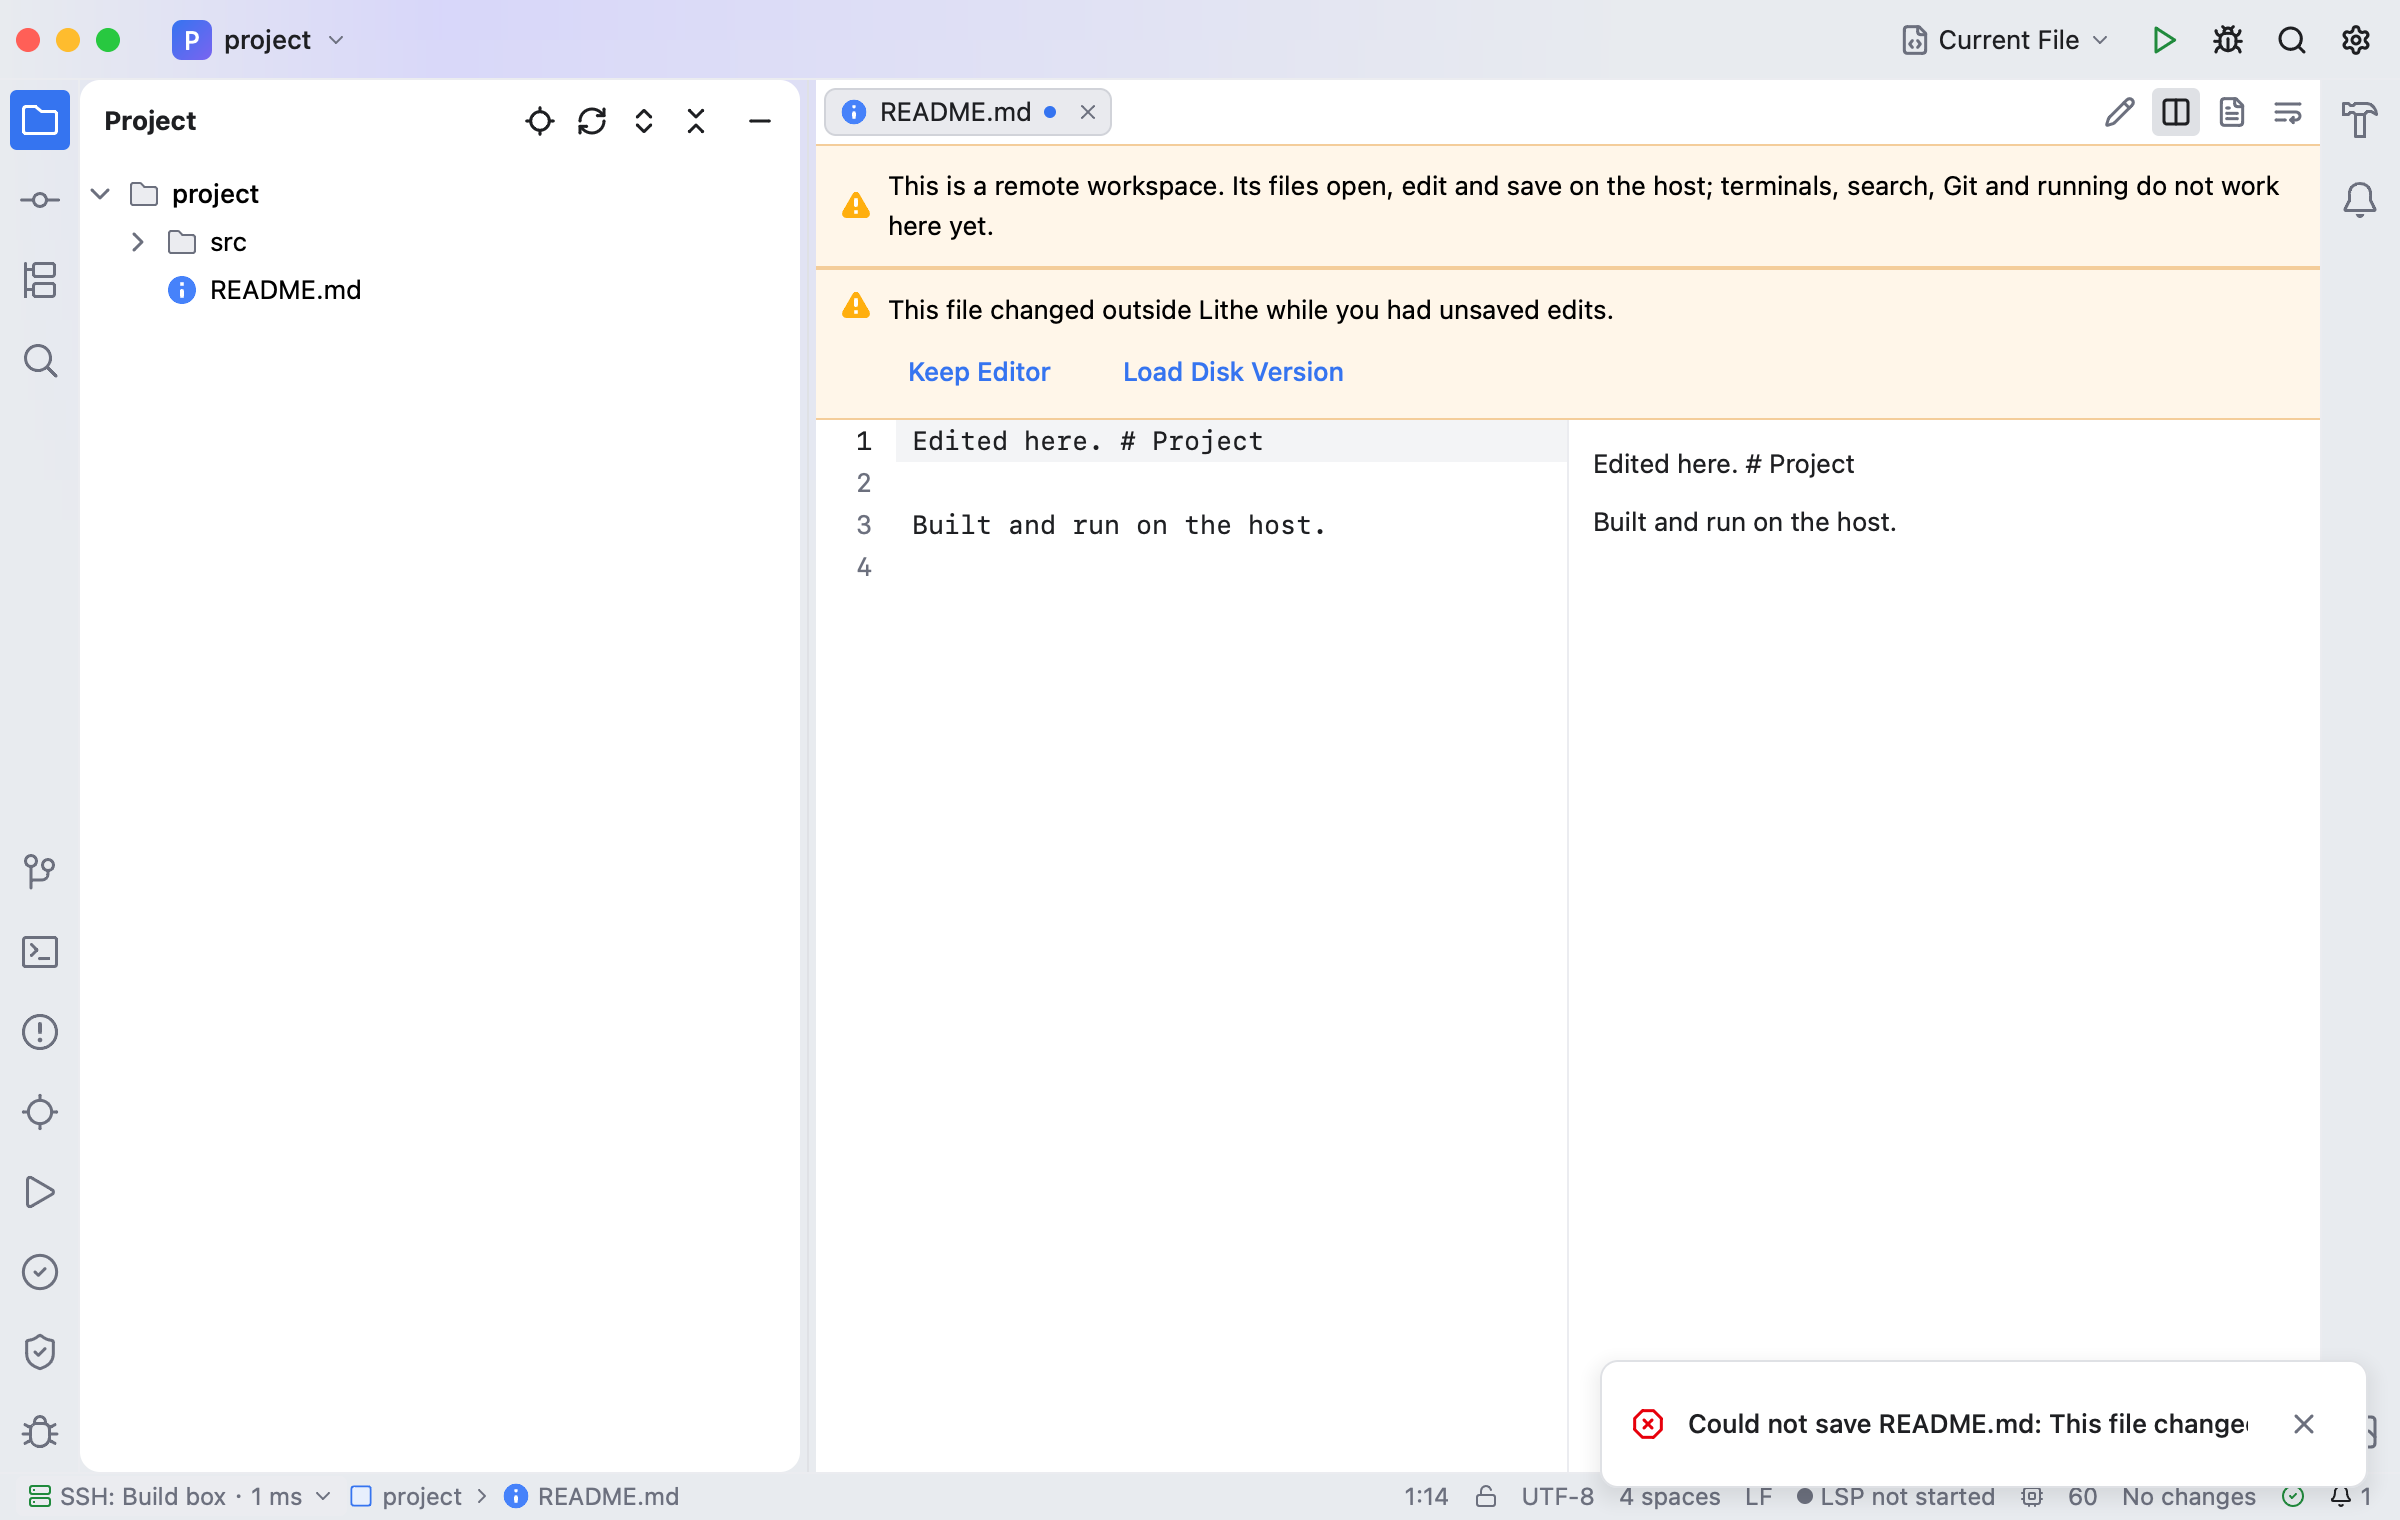 P project
Current File
Project
README.md
project
src
README.md
This is a remote workspace. Its files open, edit and save on the host; terminals, search, Git and running do not work
here yet.
This file changed outside Lithe while you had unsaved edits.
Keep Editor Load Disk Version
1 Edited here. # Project
2
3 Built and run on the host.
4
Edited here. # Project
Built and run on the host.
Could not save README.md: This file change
SSH: Build box · 1 ms project README.md
1:14 UTF-8 4 spaces LF LSP not started 60 No changes 1